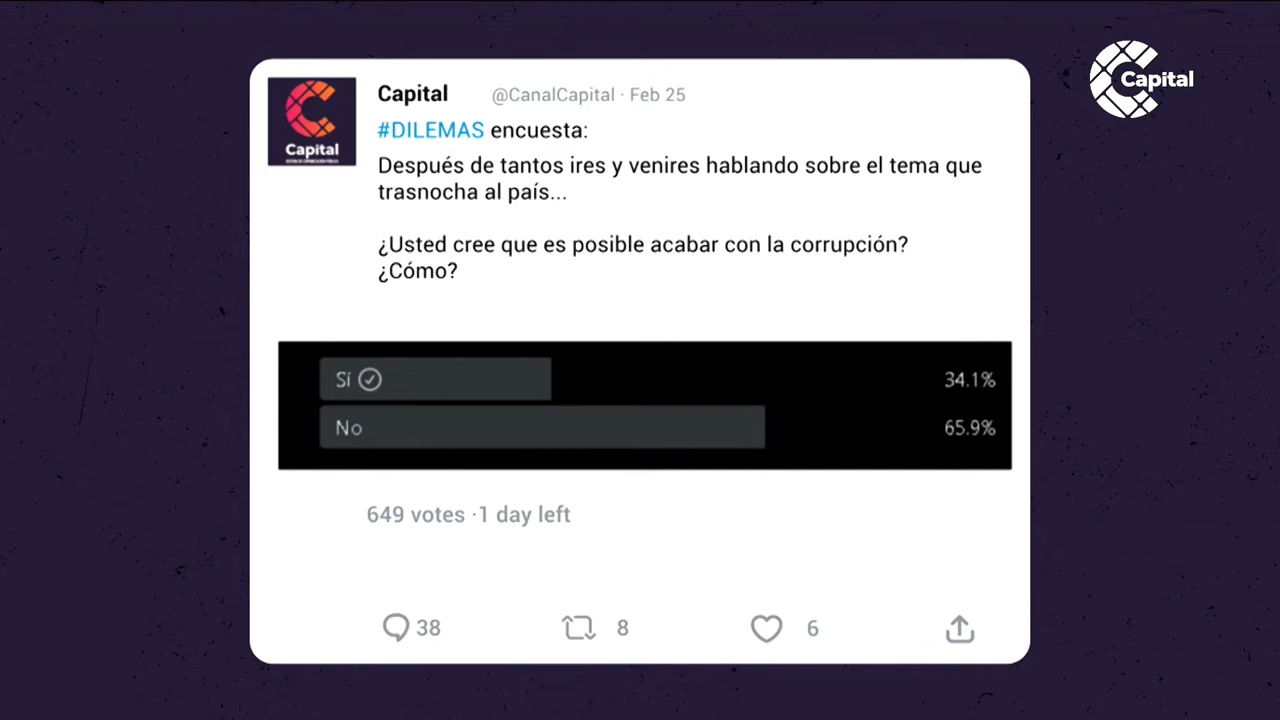 Capital
Capital @CanalCapital · Feb 25
#DILEMAS encuesta:
Después de tantos ires y venires hablando sobre el tema que
trasnocha al país...
¿Usted cree que es posible acabar con la corrupción?
¿Cómo?
Capital
Sí 34.1%
No 65.9%
649 votes ·1 day left
38 8 6